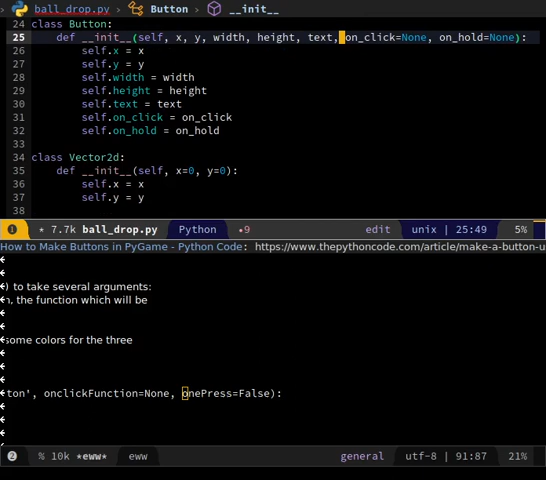 ball_drop.py > Button > __init__
24 class Button:
25     def __init__(self, x, y, width, height, text, on_click=None, on_hold=None):
26         self.x = x
27         self.y = y
28         self.width = width
29         self.height = height
30         self.text = text
31         self.on_click = on_click
32         self.on_hold = on_hold
33
34 class Vector2d:
35     def __init__(self, x=0, y=0):
36         self.x = x
37         self.y = y
38
1 * 7.7k ball_drop.py Python •9 edit unix | 25:49 5%
How to Make Buttons in PyGame - Python Code: https://www.thepythoncode.com/article/make-a-button-u
) to take several arguments:
n, the function which will be
some colors for the three
ton', onclickFunction=None, onePress=False):
2 % 10k *eww* eww general utf-8 | 91:87 21%